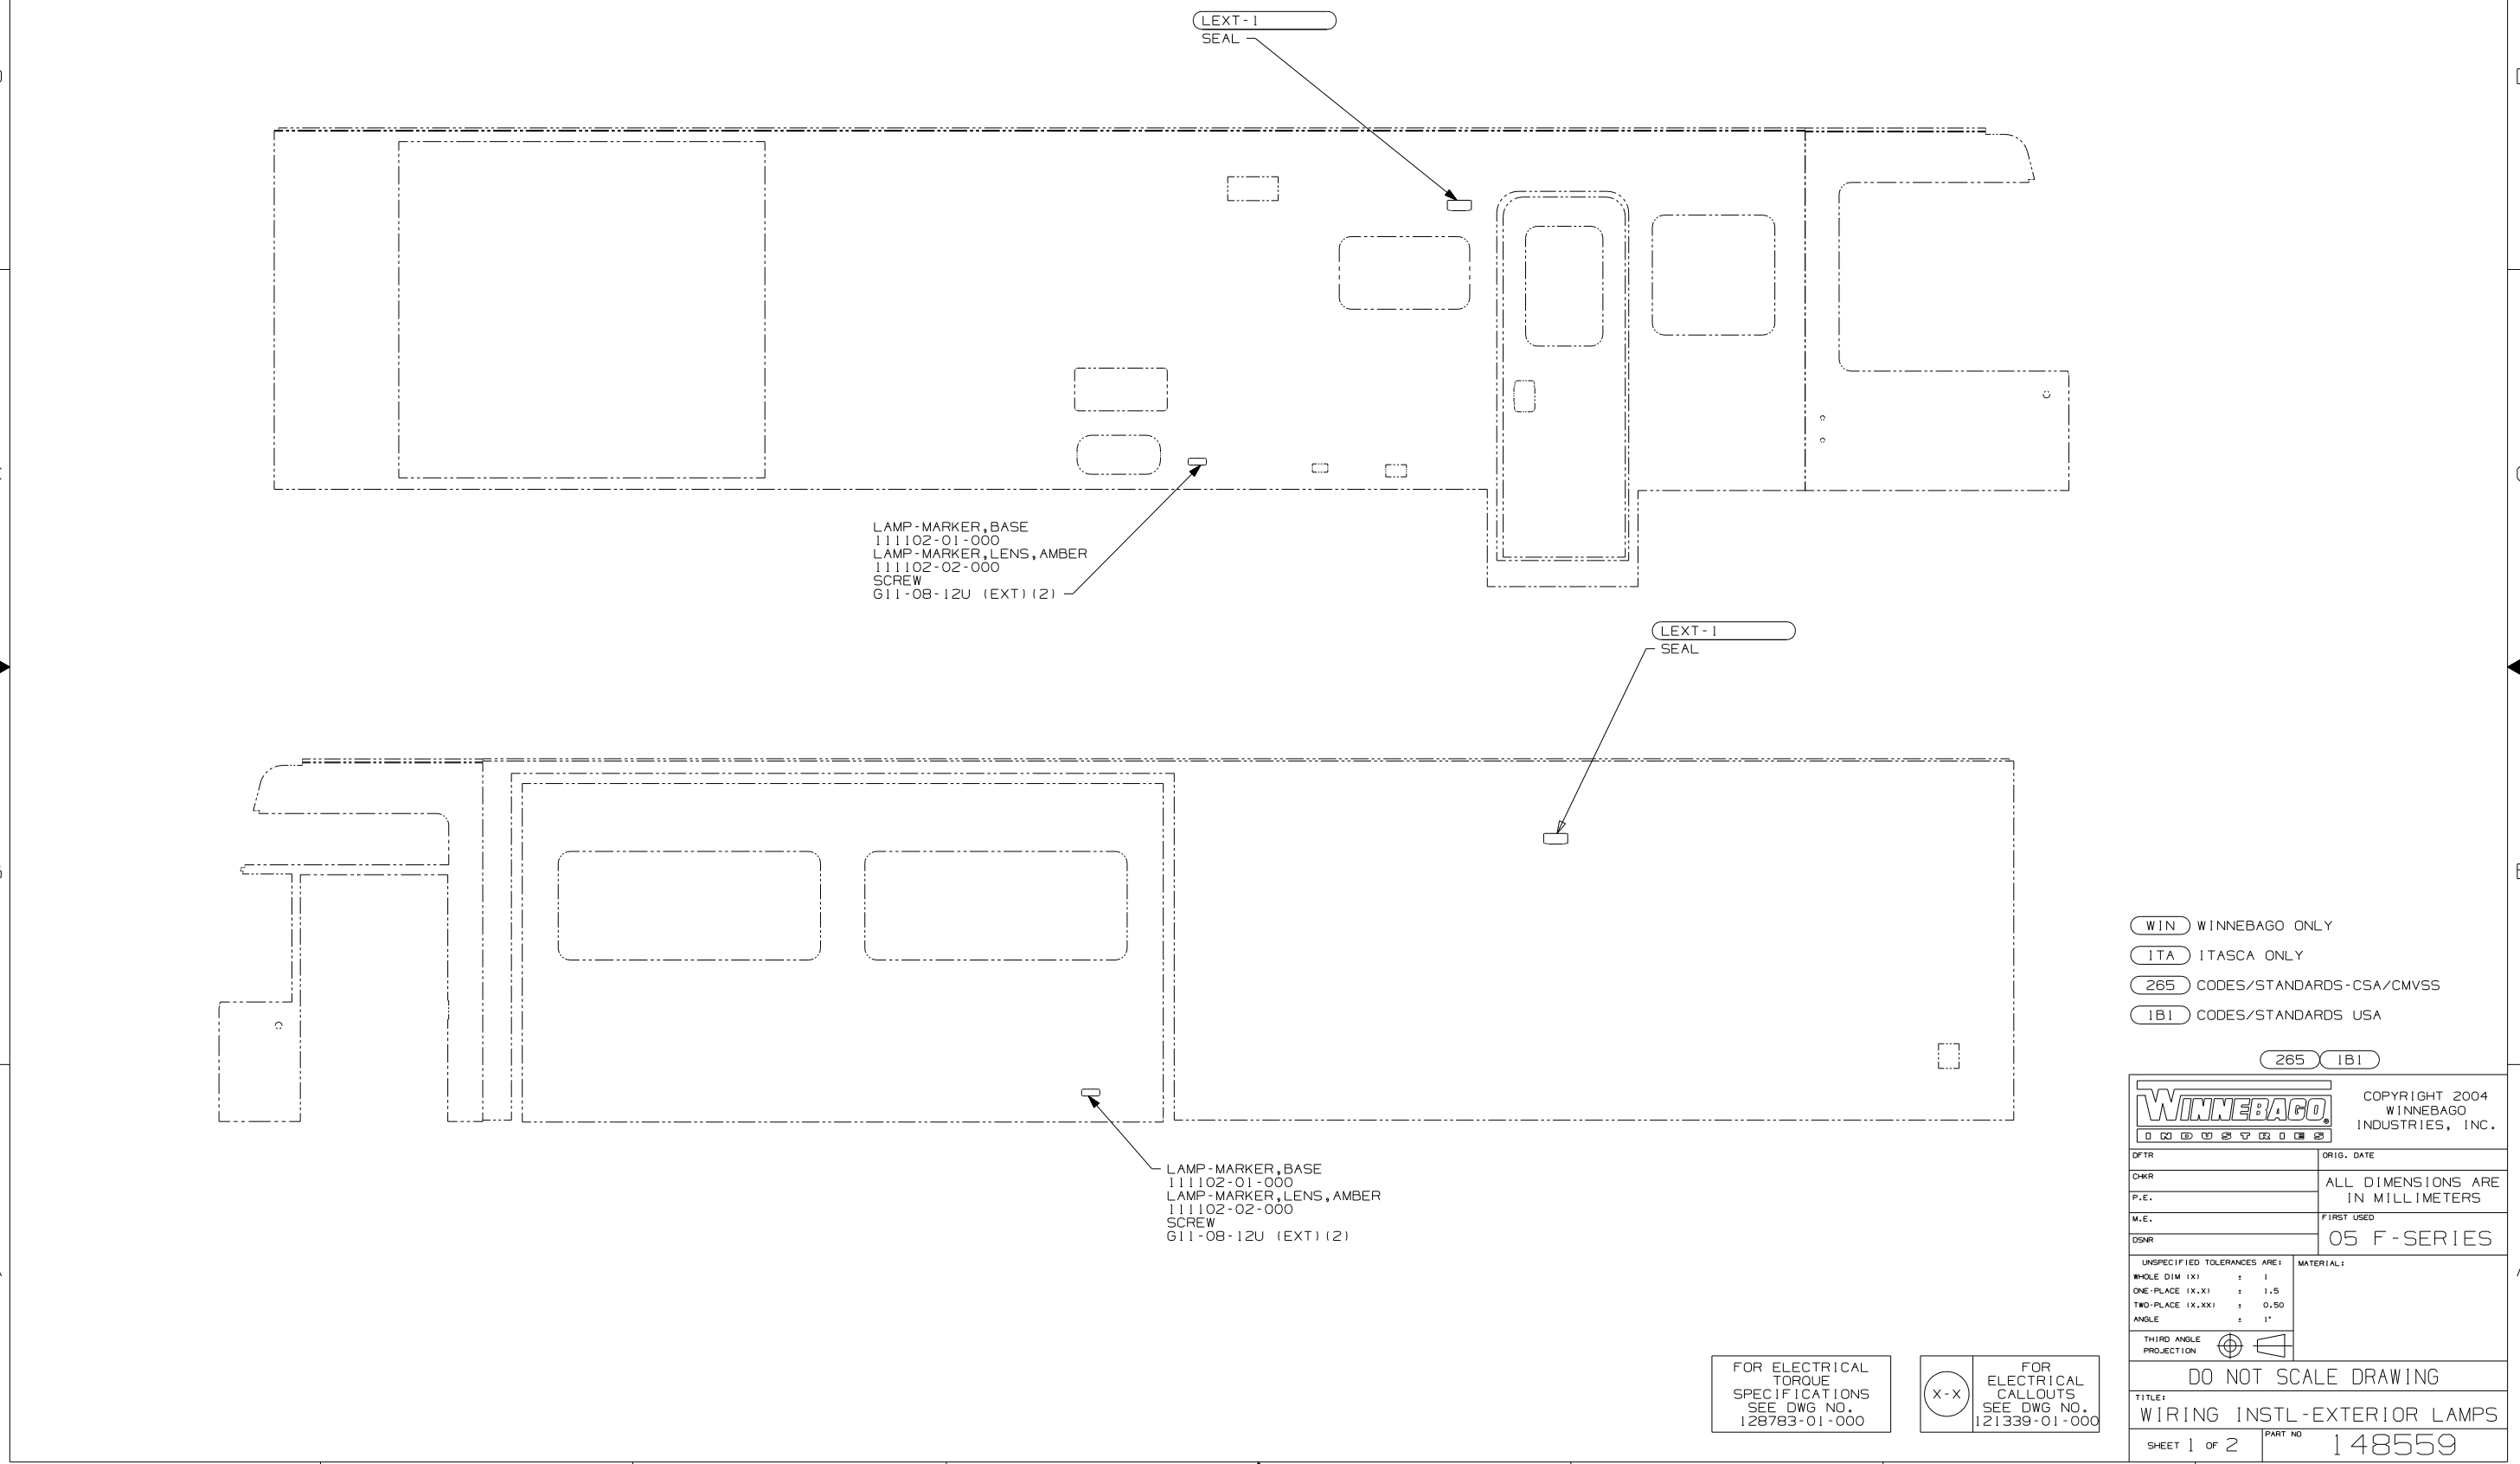 LEXT-1
SEAL
LAMP-MARKER,BASE
111102-01-000
LAMP-MARKER,LENS,AMBER
111102-02-000
SCREW
G11-08-12U (EXT)(2)
LEXT-1
SEAL
LAMP-MARKER,BASE
111102-01-000
LAMP-MARKER,LENS,AMBER
111102-02-000
SCREW
G11-08-12U (EXT)(2)
WIN WINNEBAGO ONLY
ITA ITASCA ONLY
265 CODES/STANDARDS-CSA/CMVSS
1B1 CODES/STANDARDS USA
265 1B1
WINNEBAGO®
INDUSTRIES
COPYRIGHT 2004
WINNEBAGO
INDUSTRIES, INC.
DFTR
ORIG. DATE
CHKR
ALL DIMENSIONS ARE
IN MILLIMETERS
P.E.
M.E.
FIRST USED
05 F-SERIES
DSNR
UNSPECIFIED TOLERANCES ARE:
WHOLE DIM (X) : 1
ONE-PLACE (X.X) : 1.5
TWO-PLACE (X.XX) : 0.50
ANGLE : 1°
MATERIAL:
THIRD ANGLE
PROJECTION
DO NOT SCALE DRAWING
TITLE:
WIRING INSTL-EXTERIOR LAMPS
SHEET 1 OF 2
PART NO
148559
FOR ELECTRICAL
TORQUE
SPECIFICATIONS
SEE DWG NO.
128783-01-000
X-X
FOR
ELECTRICAL
CALLOUTS
SEE DWG NO.
121339-01-000